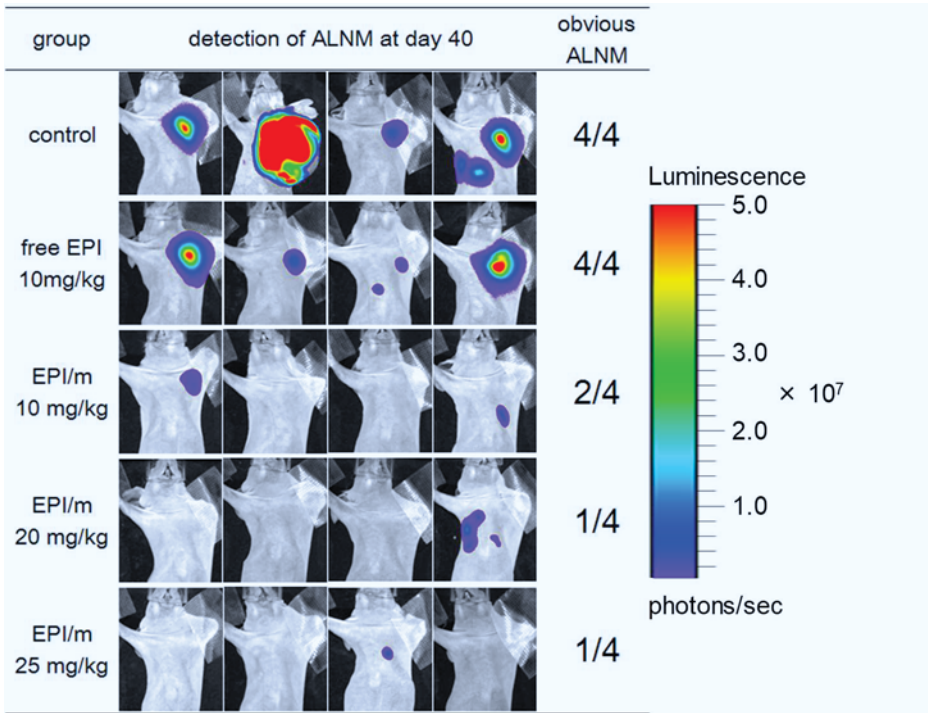 group detection of ALNM at day 40 obvious
ALNM
control 4/4
free EPI
10mg/kg 4/4
EPI/m
10 mg/kg 2/4
EPI/m
20 mg/kg 1/4
EPI/m
25 mg/kg 1/4
Luminescence
5.0
4.0
3.0
× 10⁷
2.0
1.0
photons/sec